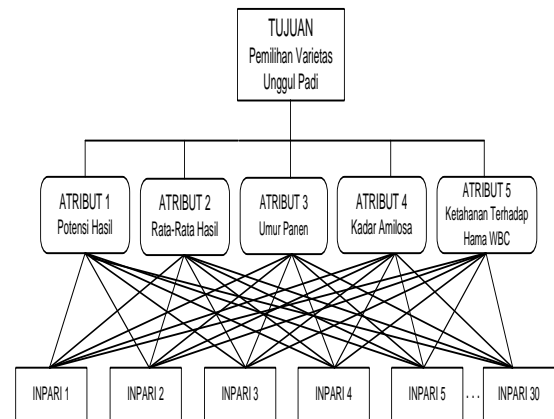 TUJUAN
Pemilihan Varietas
Unggul Padi
ATRIBUT 1
Potensi Hasil
ATRIBUT 2
Rata-Rata Hasil
ATRIBUT 3
Umur Panen
ATRIBUT 4
Kadar Amilosa
ATRIBUT 5
Ketahanan Terhadap
Hama WBC
INPARI 1
INPARI 2
INPARI 3
INPARI 4
INPARI 5
...
INPARI 30